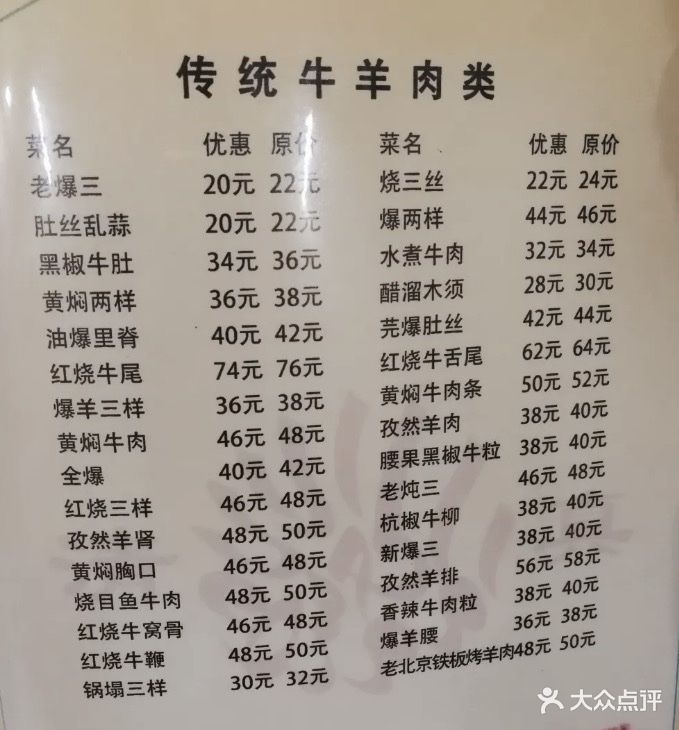 传统牛羊肉类
菜名 优惠 原价
老爆三 20元 22元
肚丝乱蒜 20元 22元
黑椒牛肚 34元 36元
黄焖两样 36元 38元
油爆里脊 40元 42元
红烧牛尾 74元 76元
爆羊三样 36元 38元
黄焖牛肉 46元 48元
全爆 40元 42元
红烧三样 46元 48元
孜然羊肾 48元 50元
黄焖胸口 46元 48元
烧目鱼牛肉 48元 50元
红烧牛窝骨 46元 48元
红烧牛鞭 48元 50元
锅塌三样 30元 32元
菜名 优惠 原价
烧三丝 22元 24元
爆两样 44元 46元
水煮牛肉 32元 34元
醋溜木须 28元 30元
芫爆肚丝 42元 44元
红烧牛舌尾 62元 64元
黄焖牛肉条 50元 52元
孜然羊肉 38元 40元
腰果黑椒牛粒 38元 40元
老炖三 46元 48元
杭椒牛柳 38元 40元
新爆三 38元 40元
孜然羊排 56元 58元
香辣牛肉粒 38元 40元
爆羊腰 36元 38元
老北京铁板烤羊肉48元 50元
大众点评